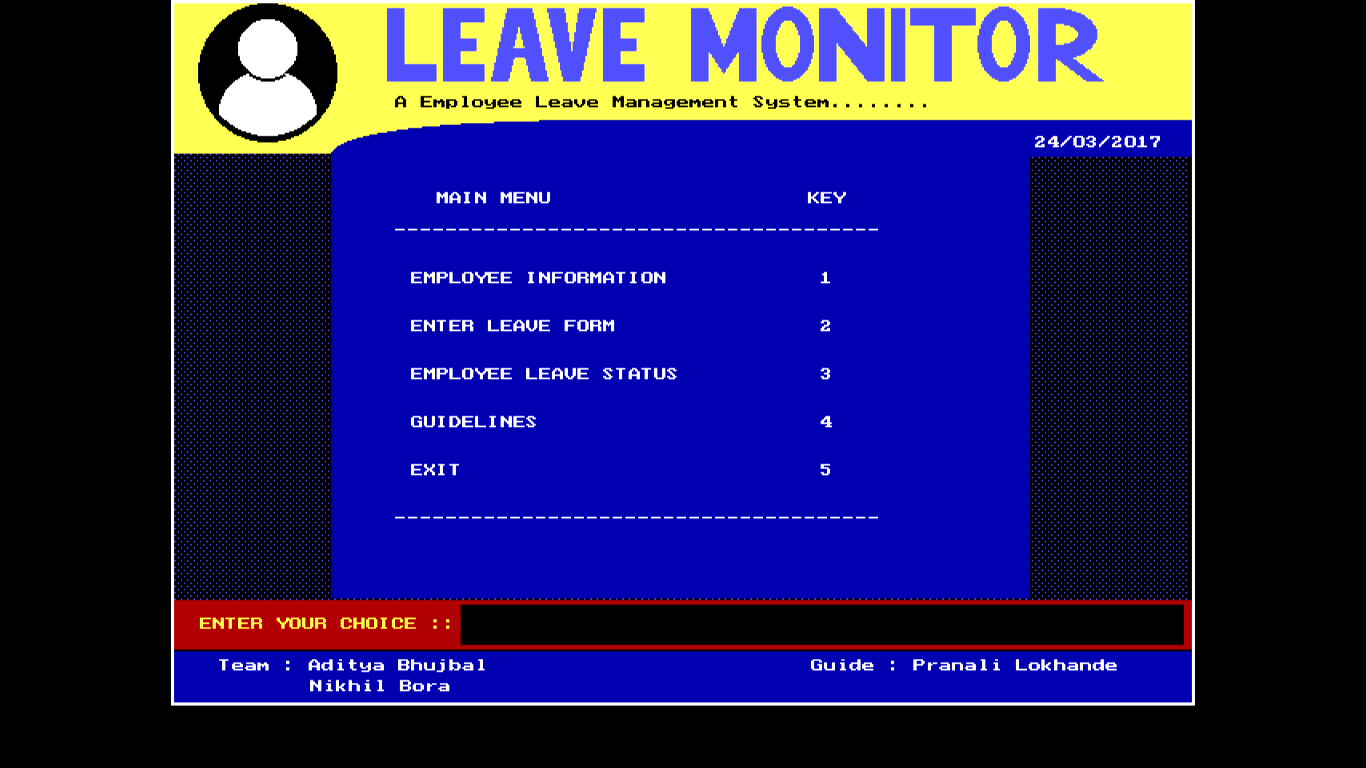 LEAVE MONITOR
A Employee Leave Management System........
24/03/2017
MAIN MENU KEY
--------------------------------------
EMPLOYEE INFORMATION 1
ENTER LEAVE FORM 2
EMPLOYEE LEAVE STATUS 3
GUIDELINES 4
EXIT 5
--------------------------------------
ENTER YOUR CHOICE ::
Team : Aditya Bhujbal Guide : Pranali Lokhande
Nikhil Bora